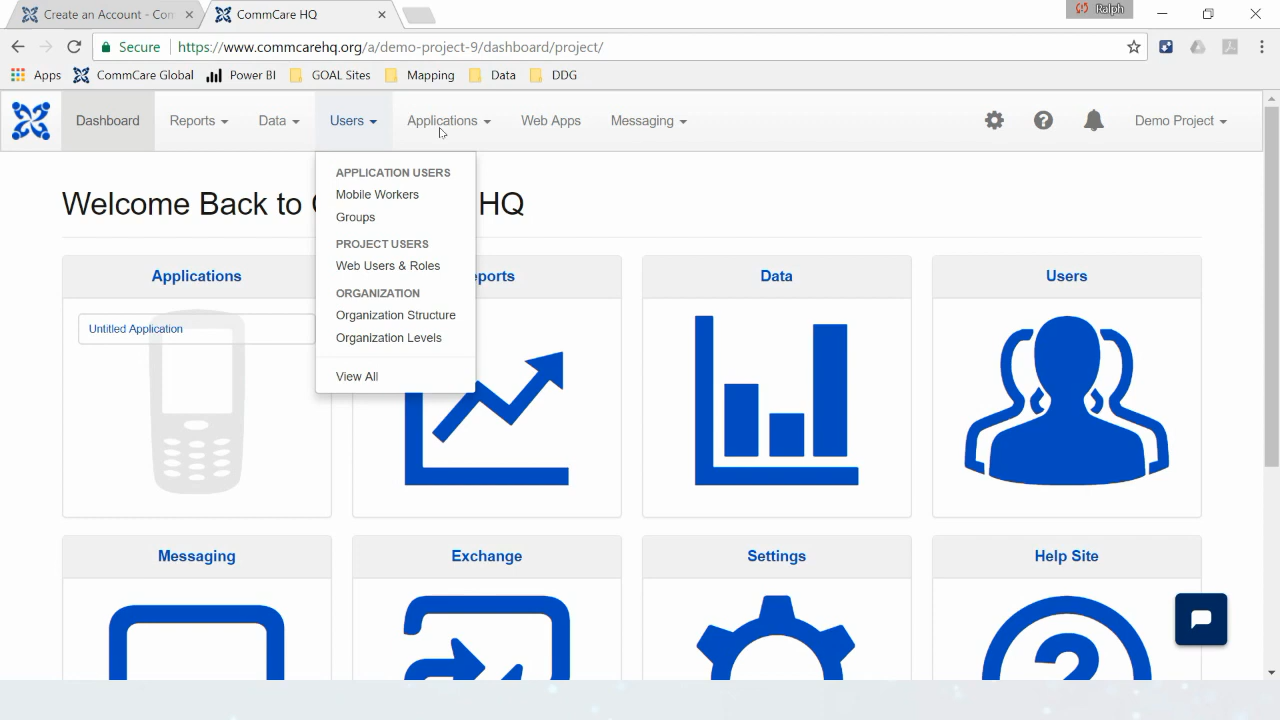 Create an Account - Com
CommCare HQ
Ralph
Secure
https://www.commcarehq.org/a/demo-project-9/dashboard/project/
Apps
CommCare Global
Power BI
GOAL Sites
Mapping
Data
DDG
Dashboard
Reports
Data
Users
Applications
Web Apps
Messaging
?
Demo Project
APPLICATION USERS
Mobile Workers
Groups
PROJECT USERS
Web Users & Roles
ORGANIZATION
Organization Structure
Organization Levels
View All
Welcome Back to C HQ
Applications
ports
Data
Users
Untitled Application
Messaging
Exchange
Settings
Help Site
?